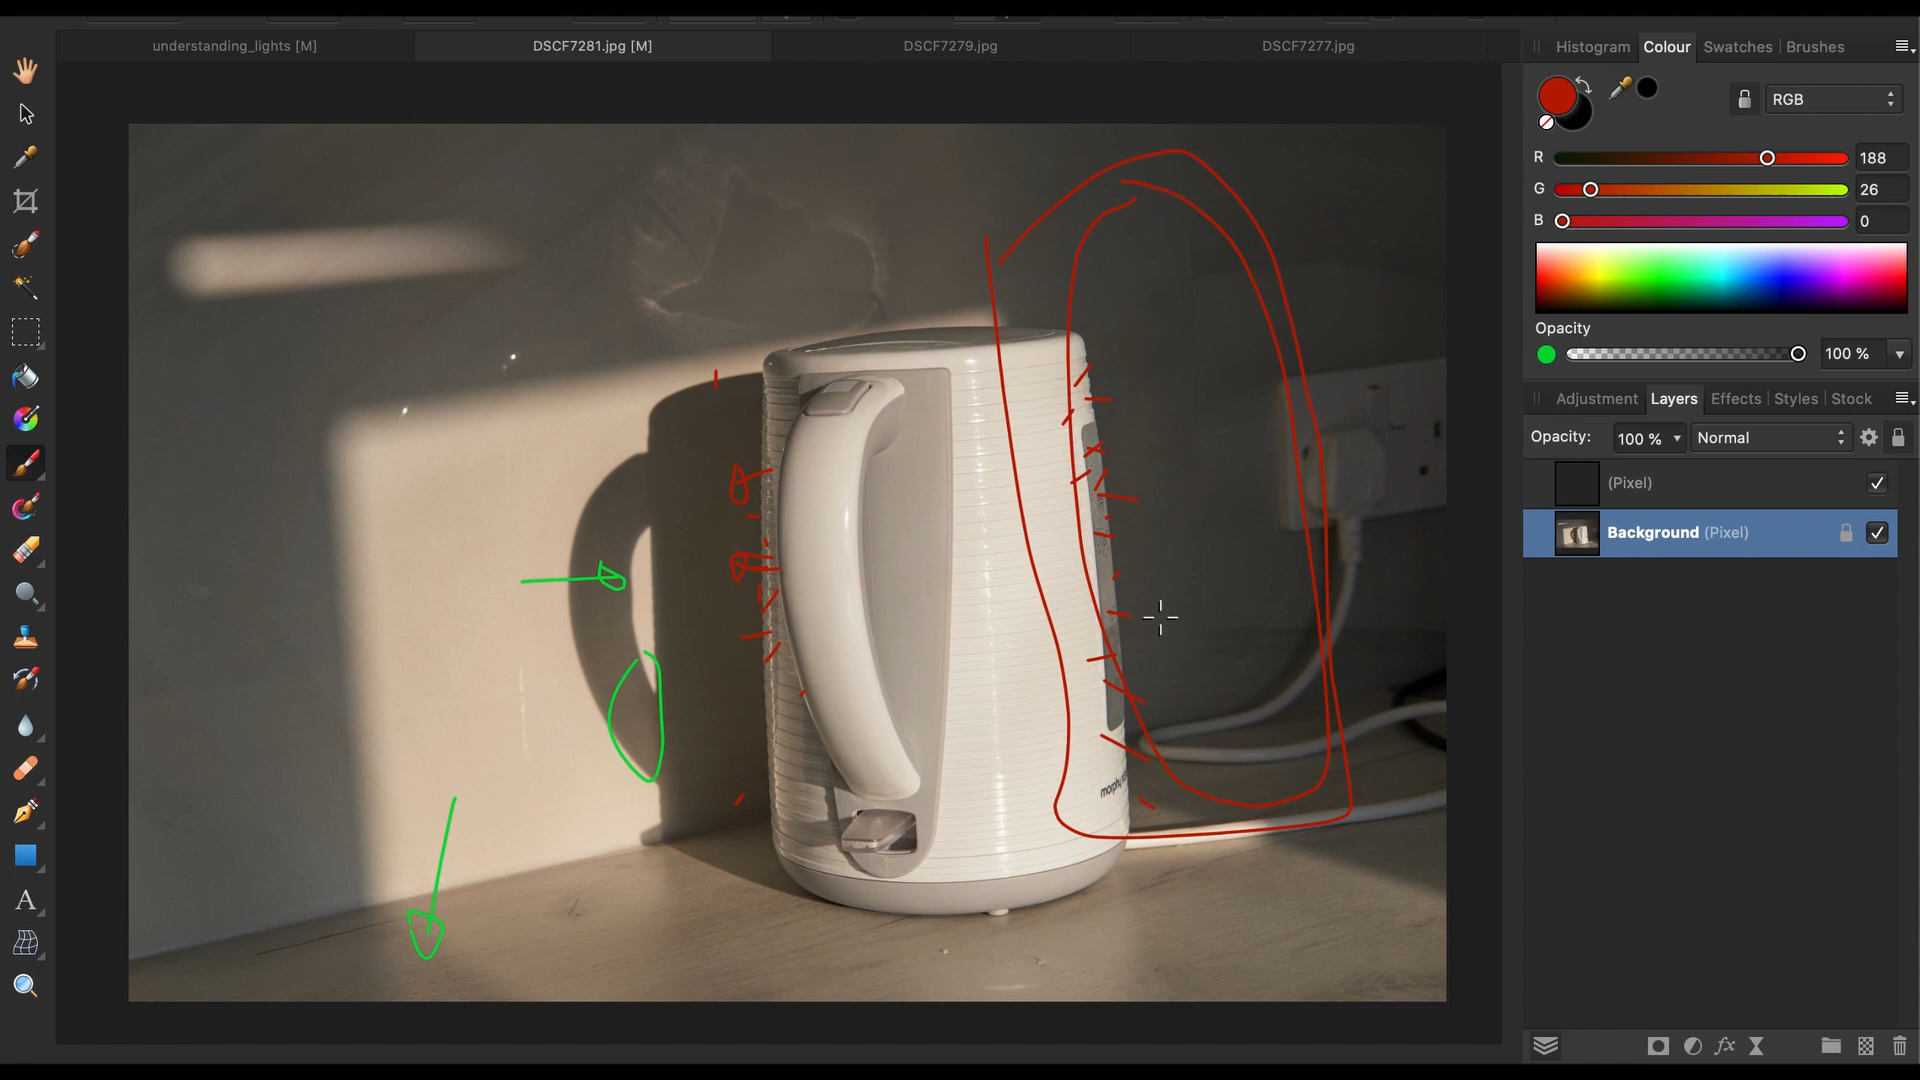 understanding_lights [M]
DSCF7281.jpg [M]
DSCF7279.jpg
DSCF7277.jpg
Histogram
Colour
Swatches
Brushes
RGB
R
188
G
26
B
0
Opacity
100 %
Adjustment
Layers
Effects
Styles
Stock
Opacity:
100 %
Normal
(Pixel)
Background (Pixel)
A
fx